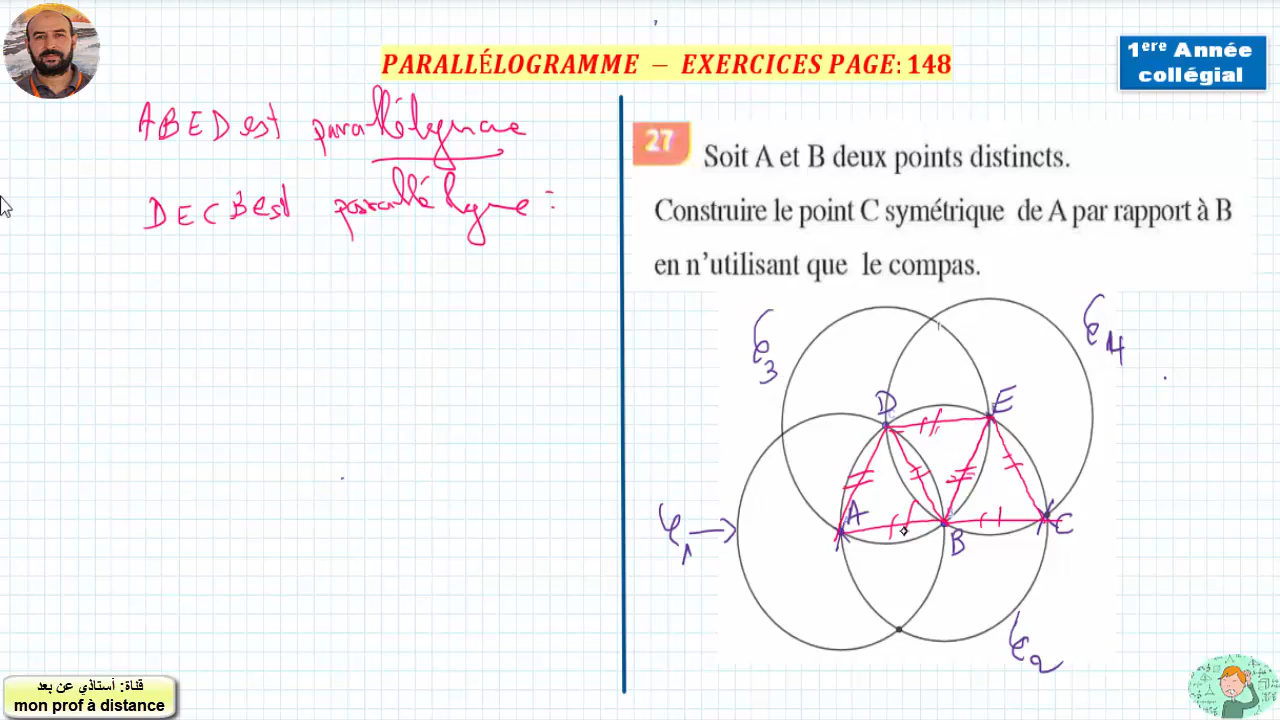 PARALLÉLOGRAMME – EXERCICES PAGE: 148
1ere Année
collégial
ABED est parallélogramme
DECB est parallélogramme :
27
Soit A et B deux points distincts.
Construire le point C symétrique de A par rapport à B
en n'utilisant que le compas.
C3
C4
D
E
C1
A
B
C
C2
قناة: أستاذي عن بعد
mon prof à distance